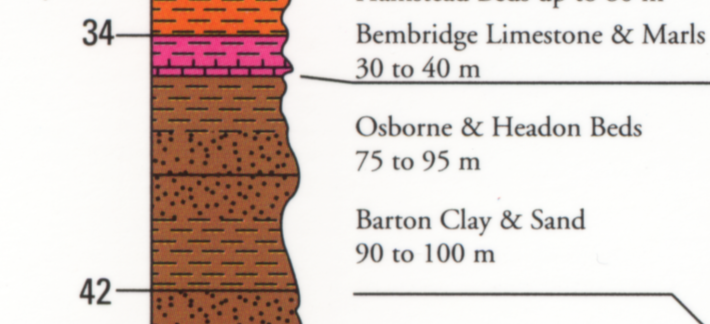 34
Bembridge Limestone & Marls
30 to 40 m
Osborne & Headon Beds
75 to 95 m
Barton Clay & Sand
90 to 100 m
42